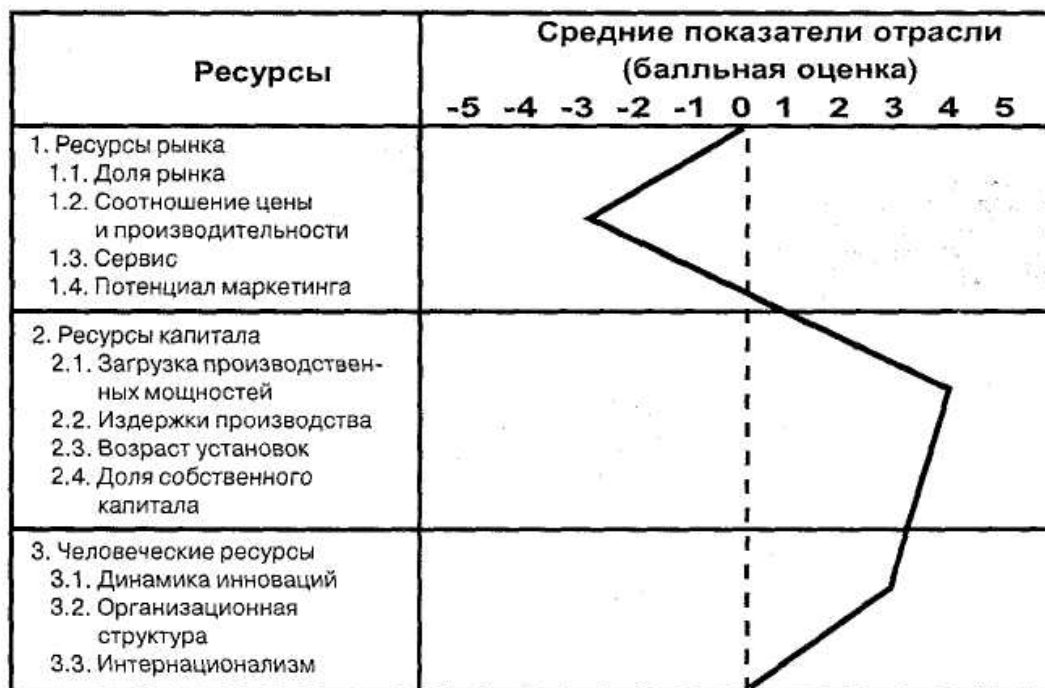 Ресурсы
Средние показатели отрасли
(балльная оценка)
-5 -4 -3 -2 -1 0 1 2 3 4 5
1. Ресурсы рынка
1.1. Доля рынка
1.2. Соотношение цены
и производительности
1.3. Сервис
1.4. Потенциал маркетинга
2. Ресурсы капитала
2.1. Загрузка производствен-
ных мощностей
2.2. Издержки производства
2.3. Возраст установок
2.4. Доля собственного
капитала
3. Человеческие ресурсы
3.1. Динамика инноваций
3.2. Организационная
структура
3.3. Интернационализм